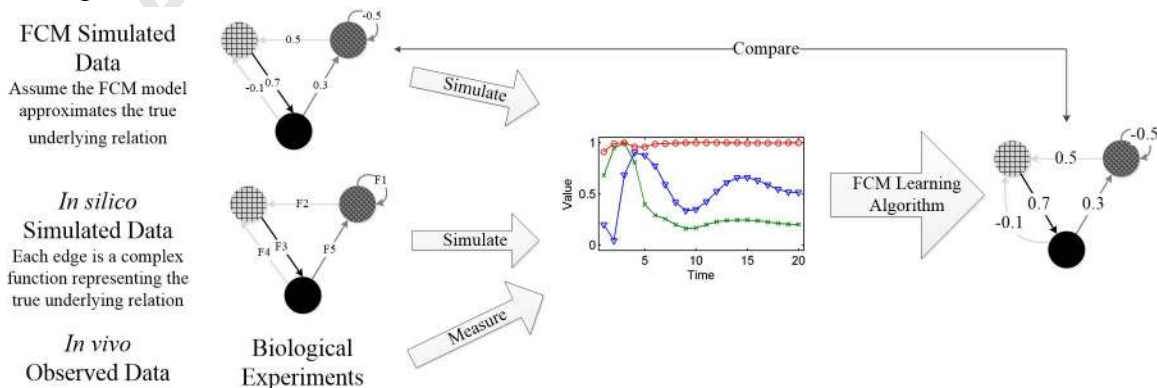 FCM Simulated
Data
Assume the FCM model
approximates the true
underlying relation
-0.5
0.5
0.7
-0.1
0.3
Simulate
Compare
In silico
Simulated Data
Each edge is a complex
function representing the
true underlying relation
F1
F2
F3
F4
F5
Simulate
In vivo
Observed Data
Biological
Experiments
Measure
Value
1
0.5
0
5
10
15
20
Time
FCM Learning
Algorithm
-0.5
0.5
0.7
0.3
-0.1